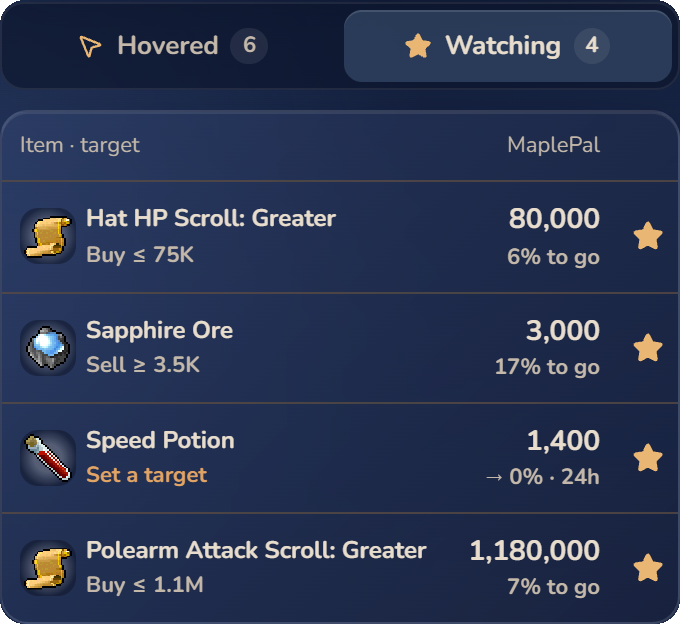 Hovered 6
Watching 4
Item · target MaplePal
Hat HP Scroll: Greater 80,000
Buy ≤ 75K 6% to go
Sapphire Ore 3,000
Sell ≥ 3.5K 17% to go
Speed Potion 1,400
Set a target → 0% · 24h
Polearm Attack Scroll: Greater 1,180,000
Buy ≤ 1.1M 7% to go